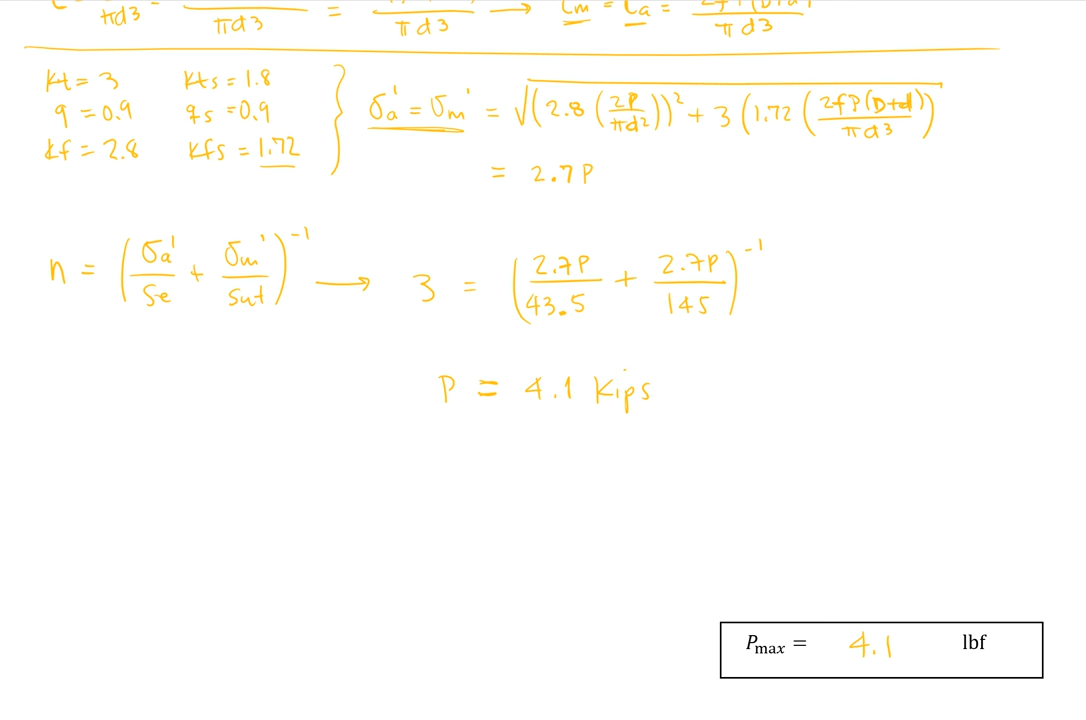 πd3 πd3 = πd3 → τm = τa = πd3
kt = 3 kts = 1.8
q = 0.9 qs = 0.9
kf = 2.8 kfs = 1.72
σa' = σm' = √((2.8 (2P/πd2))² + 3 (1.72 (2fP(D+d)/πd3))
= 2.7P
n = (σa'/Se + σm'/Sut)⁻¹ → 3 = (2.7P/43.5 + 2.7P/145)⁻¹
P = 4.1 kips
Pmax = 4.1 lbf